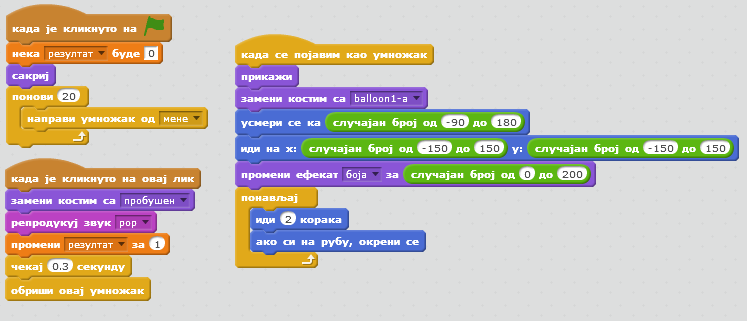 када је кликнуто на
нека резултат буде 0
сакриј
понови 20
направи умножак од мене
када је кликнуто на овај лик
замени костим са пробушен
репродукуј звук pop
промени резултат за 1
чекај 0.3 секунду
обриши овај умножак
када се појавим као умножак
прикажи
замени костим са balloon1-a
усмери се ка случајан број од -90 до 180
иди на x: случајан број од -150 до 150 y: случајан број од -150 до 150
промени ефекат боја за случајан број од 0 до 200
понављај
иди 2 корака
ако си на рубу, окрени се